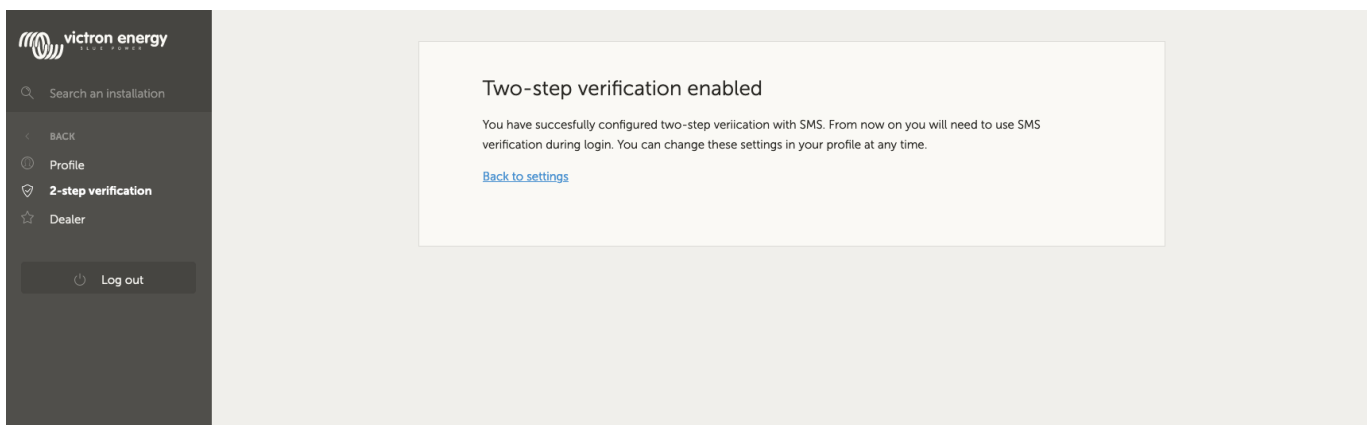 victron energy
BLUE POWER
Search an installation
BACK
Profile
2-step verification
Dealer
Log out
Two-step verification enabled
You have succesfully configured two-step veriication with SMS. From now on you will need to use SMS
verification during login. You can change these settings in your profile at any time.
Back to settings